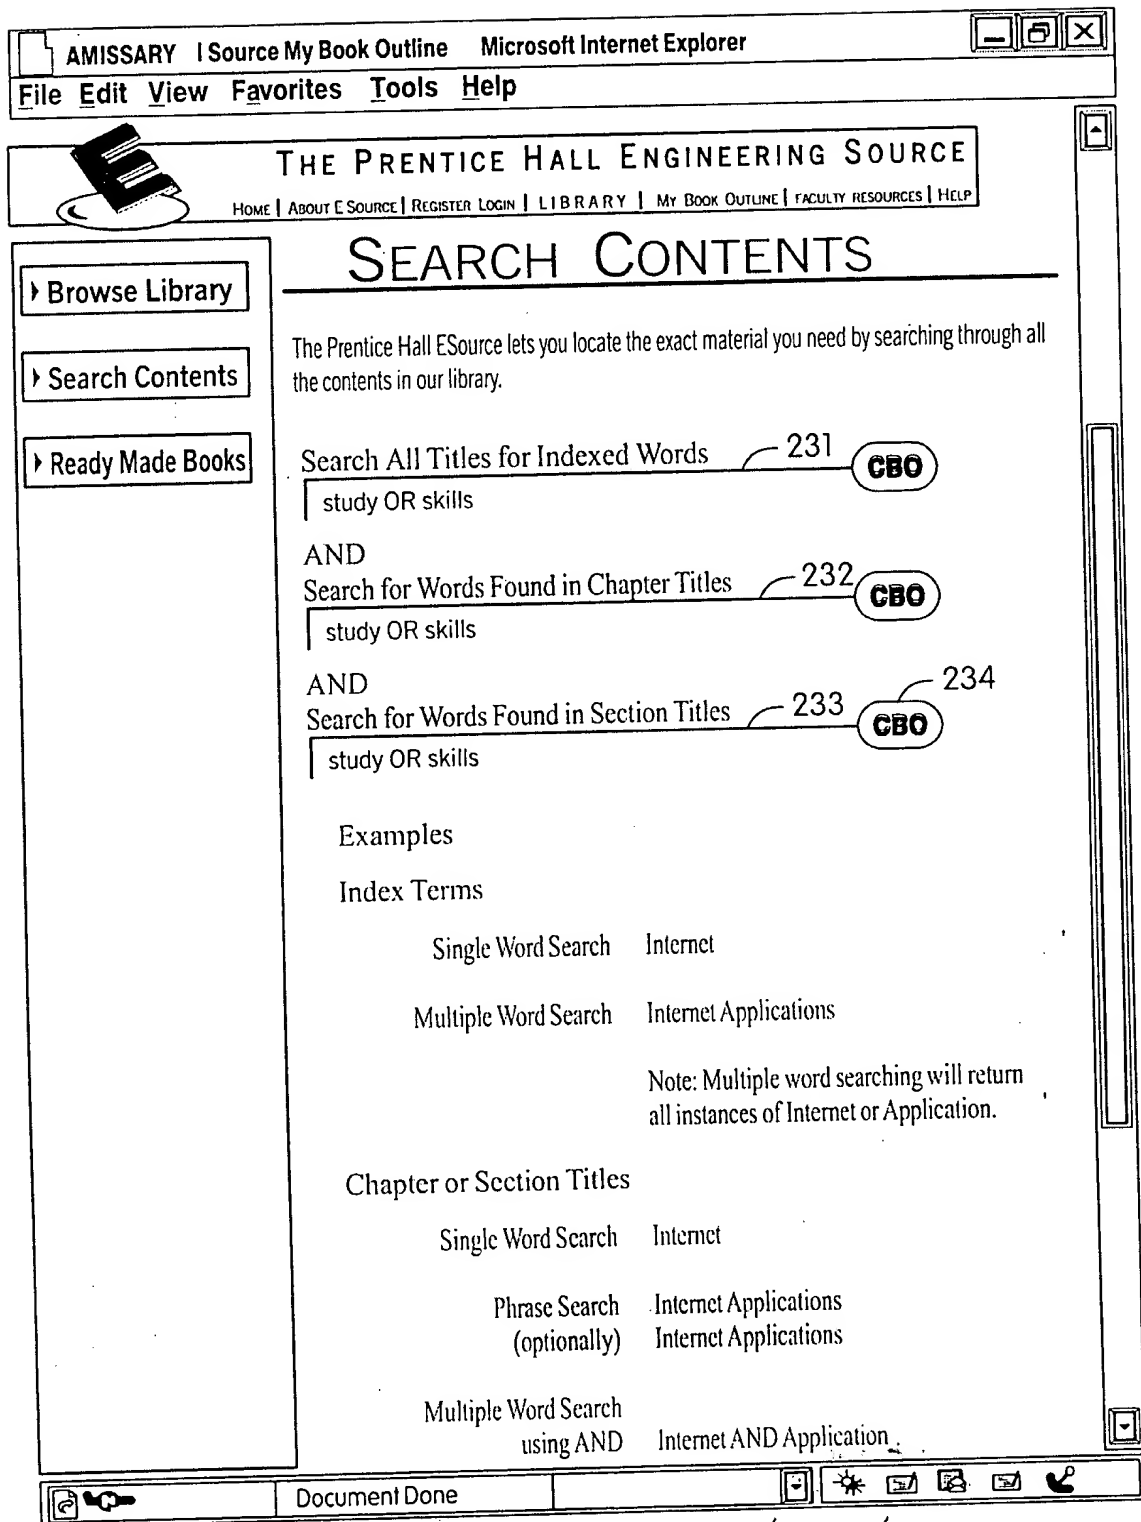 AMISSARY I Source My Book Outline Microsoft Internet Explorer
File Edit View Favorites Tools Help
THE PRENTICE HALL ENGINEERING SOURCE
HOME | ABOUT E SOURCE | REGISTER LOGIN | LIBRARY | MY BOOK OUTLINE | FACULTY RESOURCES | HELP
SEARCH CONTENTS
Browse Library
Search Contents
Ready Made Books
The Prentice Hall ESource lets you locate the exact material you need by searching through all
the contents in our library.
Search All Titles for Indexed Words 231 CBO
study OR skills
AND
Search for Words Found in Chapter Titles 232 CBO
study OR skills
AND
234
Search for Words Found in Section Titles 233 CBO
study OR skills
Examples
Index Terms
Single Word Search Internet
Multiple Word Search Internet Applications
Note: Multiple word searching will return
all instances of Internet or Application.
Chapter or Section Titles
Single Word Search Internet
Phrase Search Internet Applications
(optionally) Internet Applications
Multiple Word Search
using AND Internet AND Application
Document Done